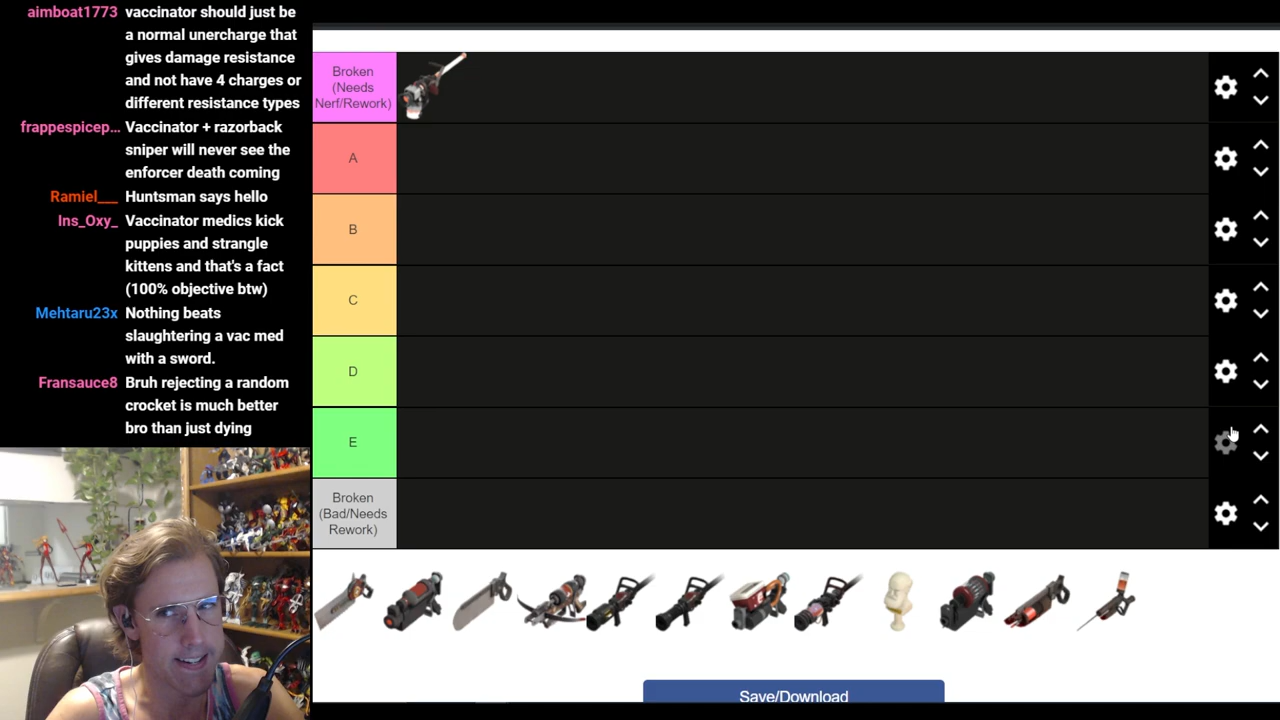 aimboat1773 vaccinator should just be
a normal unercharge that
gives damage resistance
and not have 4 charges or
different resistance types
frappespicep… Vaccinator + razorback
sniper will never see the
enforcer death coming
Ramiel___ Huntsman says hello
Ins_Oxy_ Vaccinator medics kick
puppies and strangle
kittens and that's a fact
(100% objective btw)
Mehtaru23x Nothing beats
slaughtering a vac med
with a sword.
Fransauce8 Bruh rejecting a random
crocket is much better
bro than just dying
Broken
(Needs
Nerf/Rework)
A
B
C
D
E
Broken
(Bad/Needs
Rework)
Save/Download